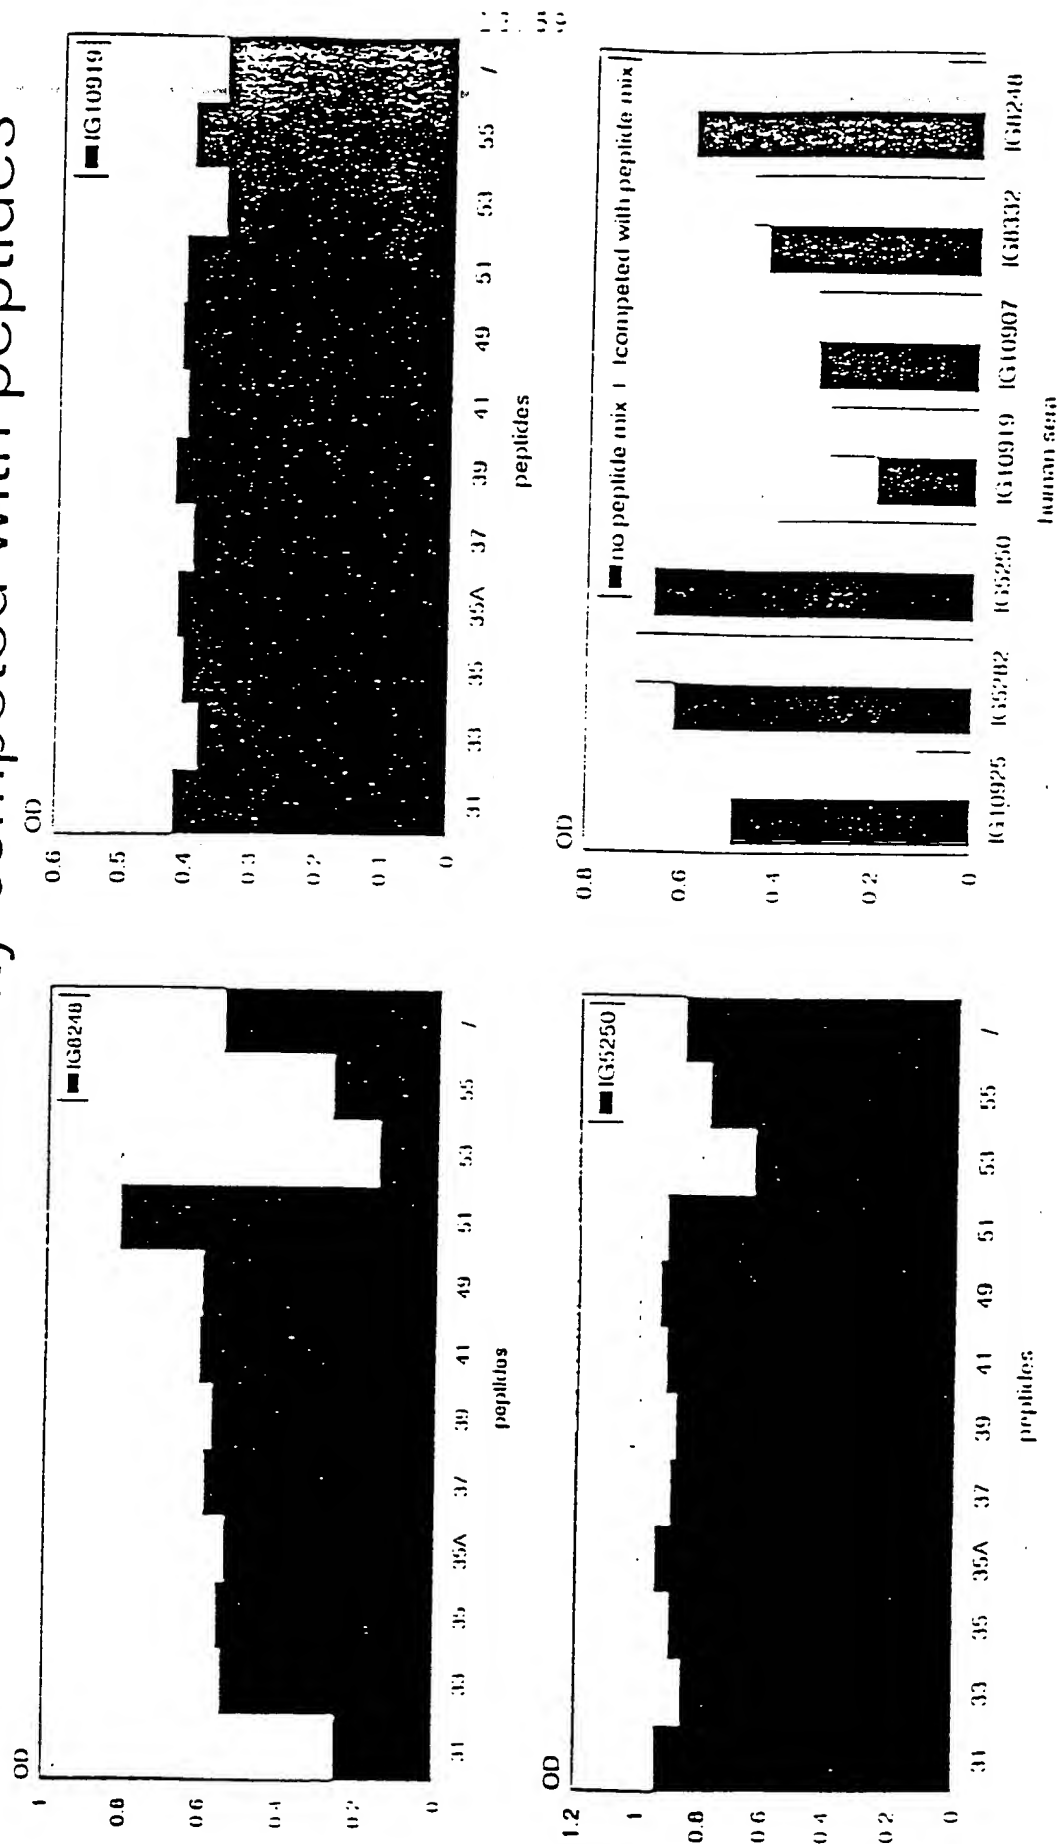 competed with peptides
OD
1
0.8
0.6
0.4
0.2
0
IG8248
31 33 35 35A 37 39 41 49 51 53 55 /
peptides
OD
0.6
0.5
0.4
0.3
0.2
0.1
0
IG10919
31 33 35 35A 37 39 41 49 51 53 55 /
peptides
OD
1.2
1
0.8
0.6
0.4
0.2
0
IG5250
31 33 35 35A 37 39 41 49 51 53 55 /
peptides
OD
0.8
0.6
0.4
0.2
0
no peptide mix competed with peptide mix
IG10925 IG5282 IG5250 IG10919 IG10907 IG8332 IG8248
human sera